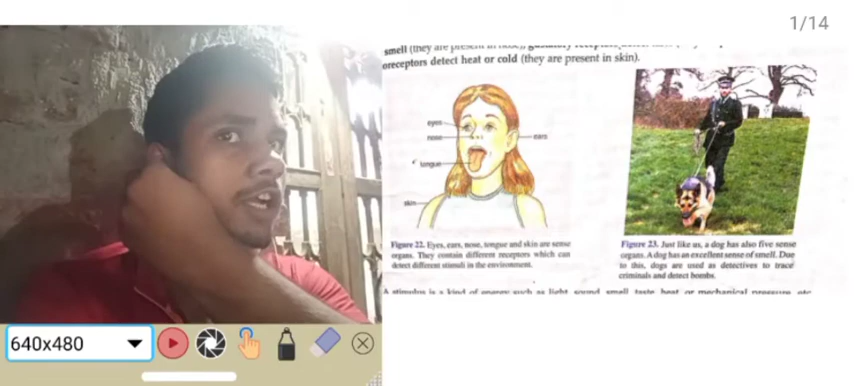 1/14
smell (they are present in nose),
oreceptors detect heat or cold (they are present in skin).
eyes
nose
ears
tongue
skin
Figure 22. Eyes, ears, nose, tongue and skin are sense
organs. They contain different receptors which can
detect different stimuli in the environment.
Figure 23. Just like us, a dog has also five sense
organs. A dog has an excellent sense of smell. Due
to this, dogs are used as detectives to trace
criminals and detect bombs.
A stimulus is a kind of energy such as light, sound, smell, taste, heat or mechanical pressure, etc
640x480